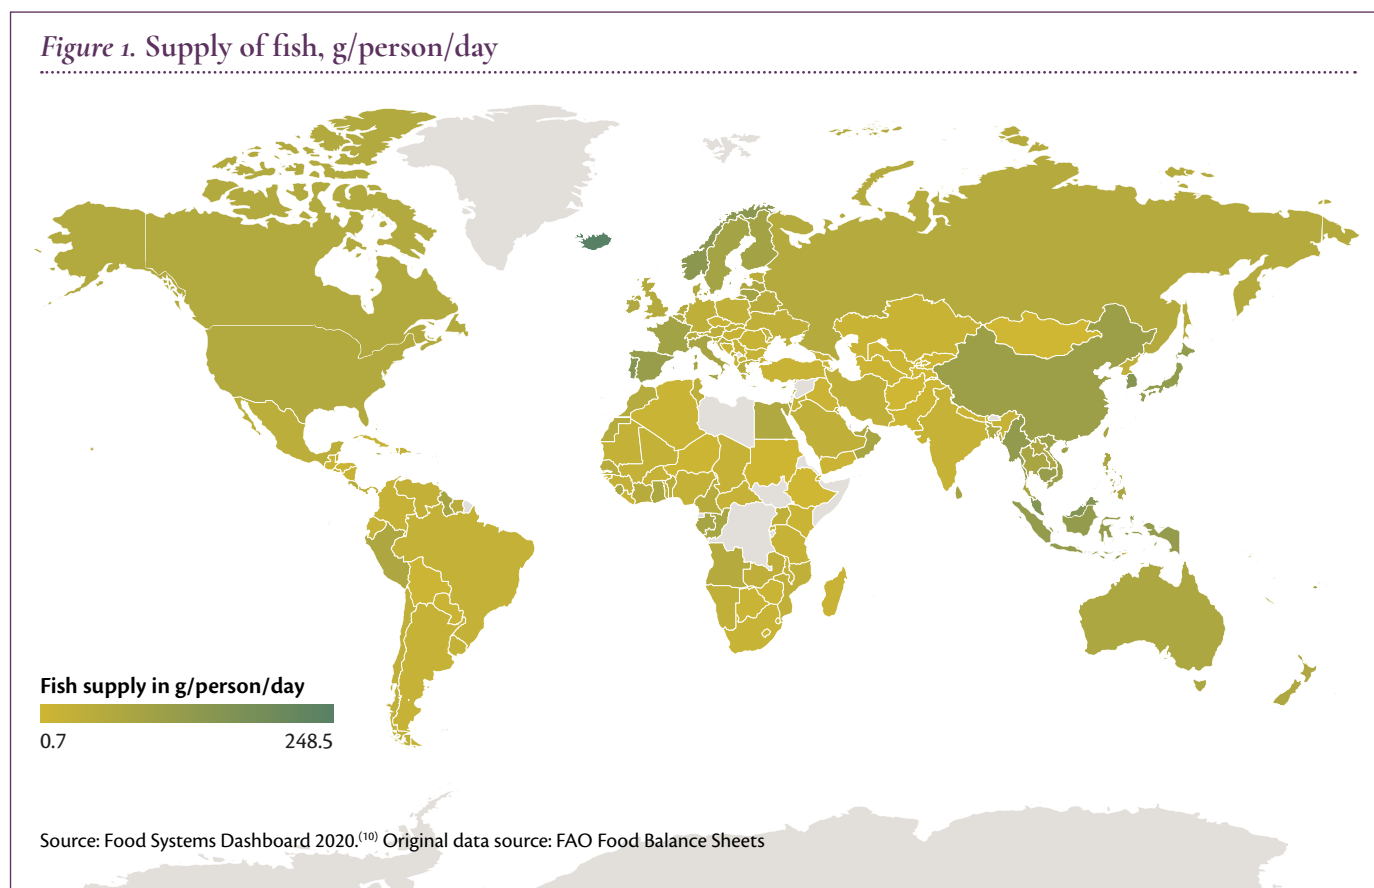 Figure 1. Supply of fish, g/person/day
Fish supply in g/person/day
0.7 248.5
Source: Food Systems Dashboard 2020.(10) Original data source: FAO Food Balance Sheets